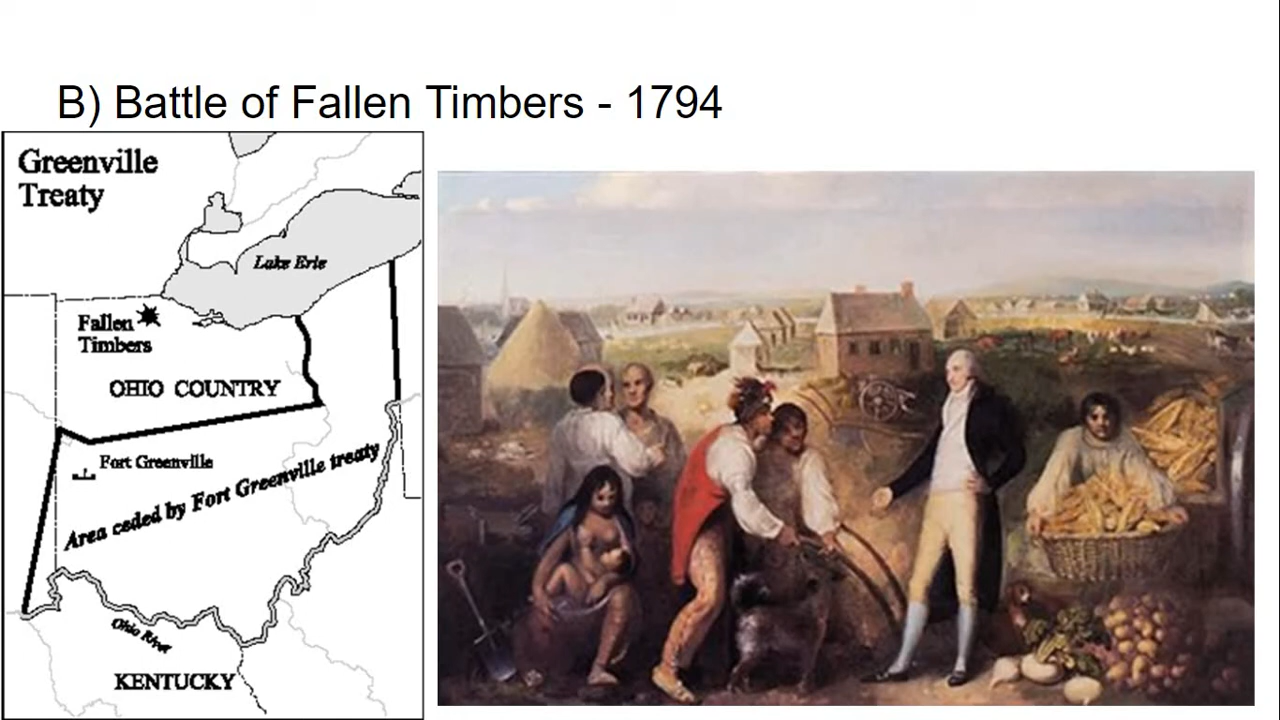 B) Battle of Fallen Timbers - 1794
Greenville
Treaty
Lake Erie
Fallen
Timbers
OHIO COUNTRY
Fort Greenville
Area ceded by Fort Greenville treaty
Ohio River
KENTUCKY